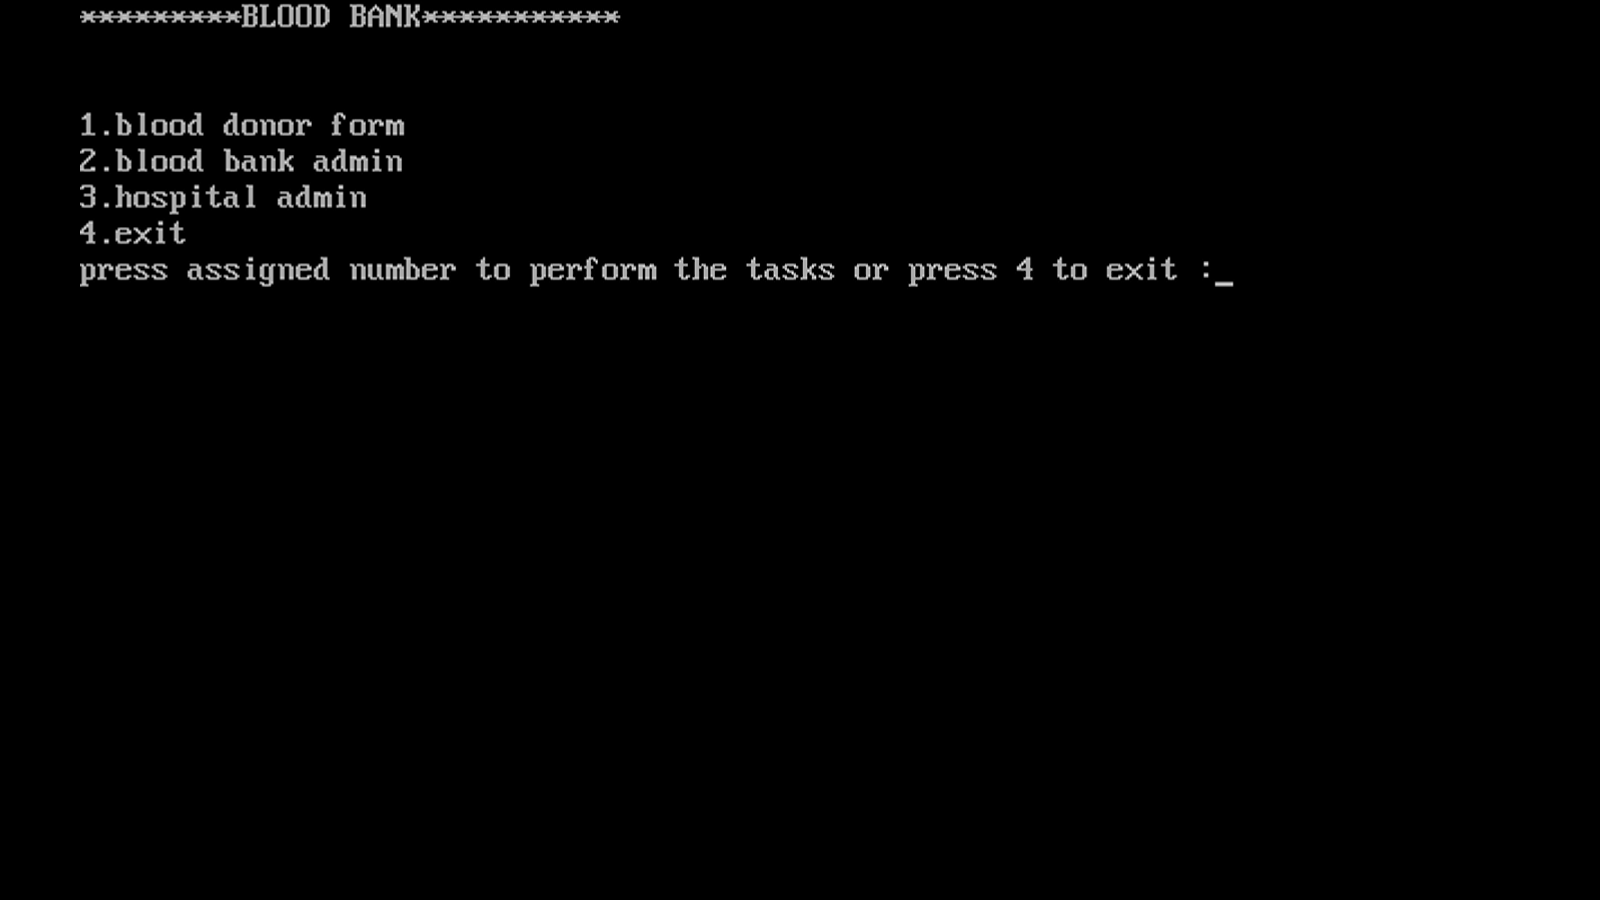 *********BLOOD BANK***********
1.blood donor form
2.blood bank admin
3.hospital admin
4.exit
press assigned number to perform the tasks or press 4 to exit :_